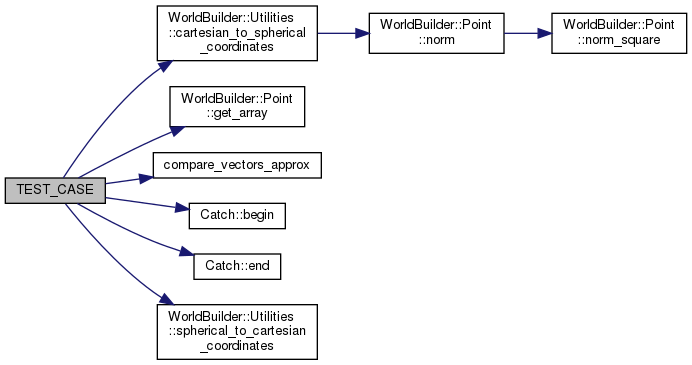 WorldBuilder::Utilities
::cartesian_to_spherical
_coordinates
WorldBuilder::Point
::norm
WorldBuilder::Point
::norm_square
WorldBuilder::Point
::get_array
compare_vectors_approx
TEST_CASE
Catch::begin
Catch::end
WorldBuilder::Utilities
::spherical_to_cartesian
_coordinates